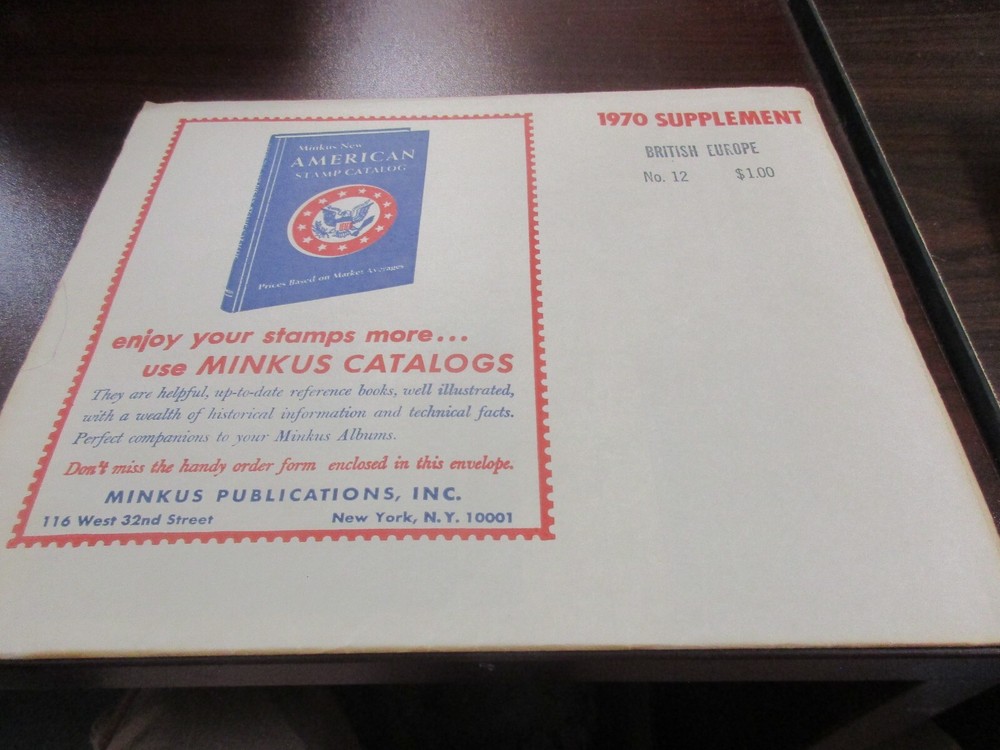 1970 SUPPLEMENT
BRITISH EUROPE
No. 12 $1.00
Minkus New
AMERICAN
STAMP CATALOG
Prices Based on Market Averages
enjoy your stamps more...
use MINKUS CATALOGS
They are helpful, up-to-date reference books, well illustrated,
with a wealth of historical information and technical facts.
Perfect companions to your Minkus Albums.
Don't miss the handy order form enclosed in this envelope.
MINKUS PUBLICATIONS, INC.
116 West 32nd Street New York, N.Y. 10001